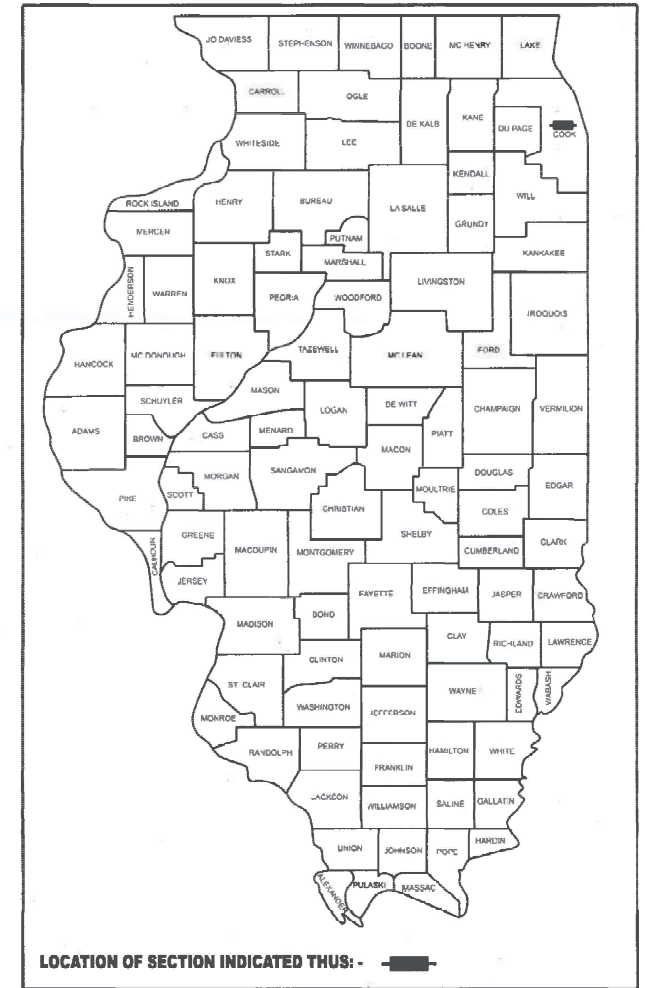 JO DAVIESS STEPHENSON WINNEBAGO BOONE MC HENRY LAKE
CARROLL OGLE DE KALB KANE DU PAGE COOK
WHITESIDE LEE KENDALL WILL
ROCK ISLAND HENRY BUREAU LA SALLE GRUNDY
MERCER PUTNAM KANKAKEE
STARK MARSHALL
HENDERSON WARREN KNOX PEORIA WOODFORD LIVINGSTON IROQUOIS
HANCOCK MC DONOUGH FULTON TAZEWELL MC LEAN FORD
MASON
SCHUYLER LOGAN DE WITT CHAMPAIGN VERMILION
ADAMS BROWN CASS MENARD PIATT
MACON
PIKE SCOTT MORGAN SANGAMON MOULTRIE DOUGLAS EDGAR
CHRISTIAN COLES
CALHOUN GREENE MACOUPIN MONTGOMERY SHELBY CUMBERLAND CLARK
JERSEY FAYETTE EFFINGHAM JASPER CRAWFORD
MADISON BOND
CLINTON MARION CLAY RICHLAND LAWRENCE
ST. CLAIR WAYNE EDWARDS WABASH
MONROE WASHINGTON JEFFERSON
RANDOLPH PERRY HAMILTON WHITE
FRANKLIN
JACKSON WILLIAMSON SALINE GALLATIN
UNION JOHNSON POPE HARDIN
ALEXANDER PULASKI MASSAC
LOCATION OF SECTION INDICATED THUS: -